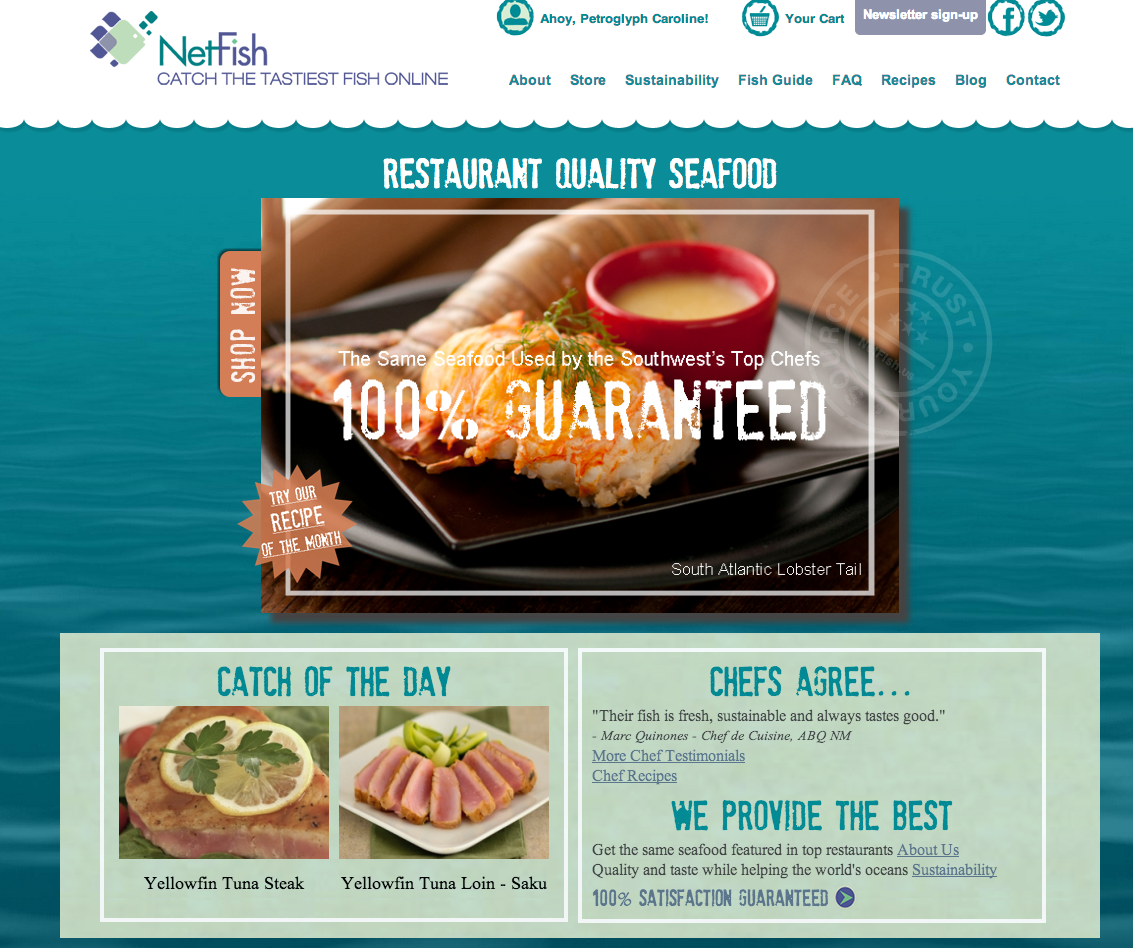 NetFish
CATCH THE TASTIEST FISH ONLINE
Ahoy, Petroglyph Caroline!
Your Cart
Newsletter sign-up
About Store Sustainability Fish Guide FAQ Recipes Blog Contact
RESTAURANT QUALITY SEAFOOD
SHOP NOW
TRUST YOUR SOURCE
The Same Seafood Used by the Southwest's Top Chefs
100% GUARANTEED
TRY OUR
RECIPE
OF THE MONTH
South Atlantic Lobster Tail
CATCH OF THE DAY
Yellowfin Tuna Steak
Yellowfin Tuna Loin - Saku
CHEFS AGREE...
"Their fish is fresh, sustainable and always tastes good."
- Marc Quinones - Chef de Cuisine, ABQ NM
More Chef Testimonials
Chef Recipes
WE PROVIDE THE BEST
Get the same seafood featured in top restaurants About Us
Quality and taste while helping the world's oceans Sustainability
100% SATISFACTION GUARANTEED